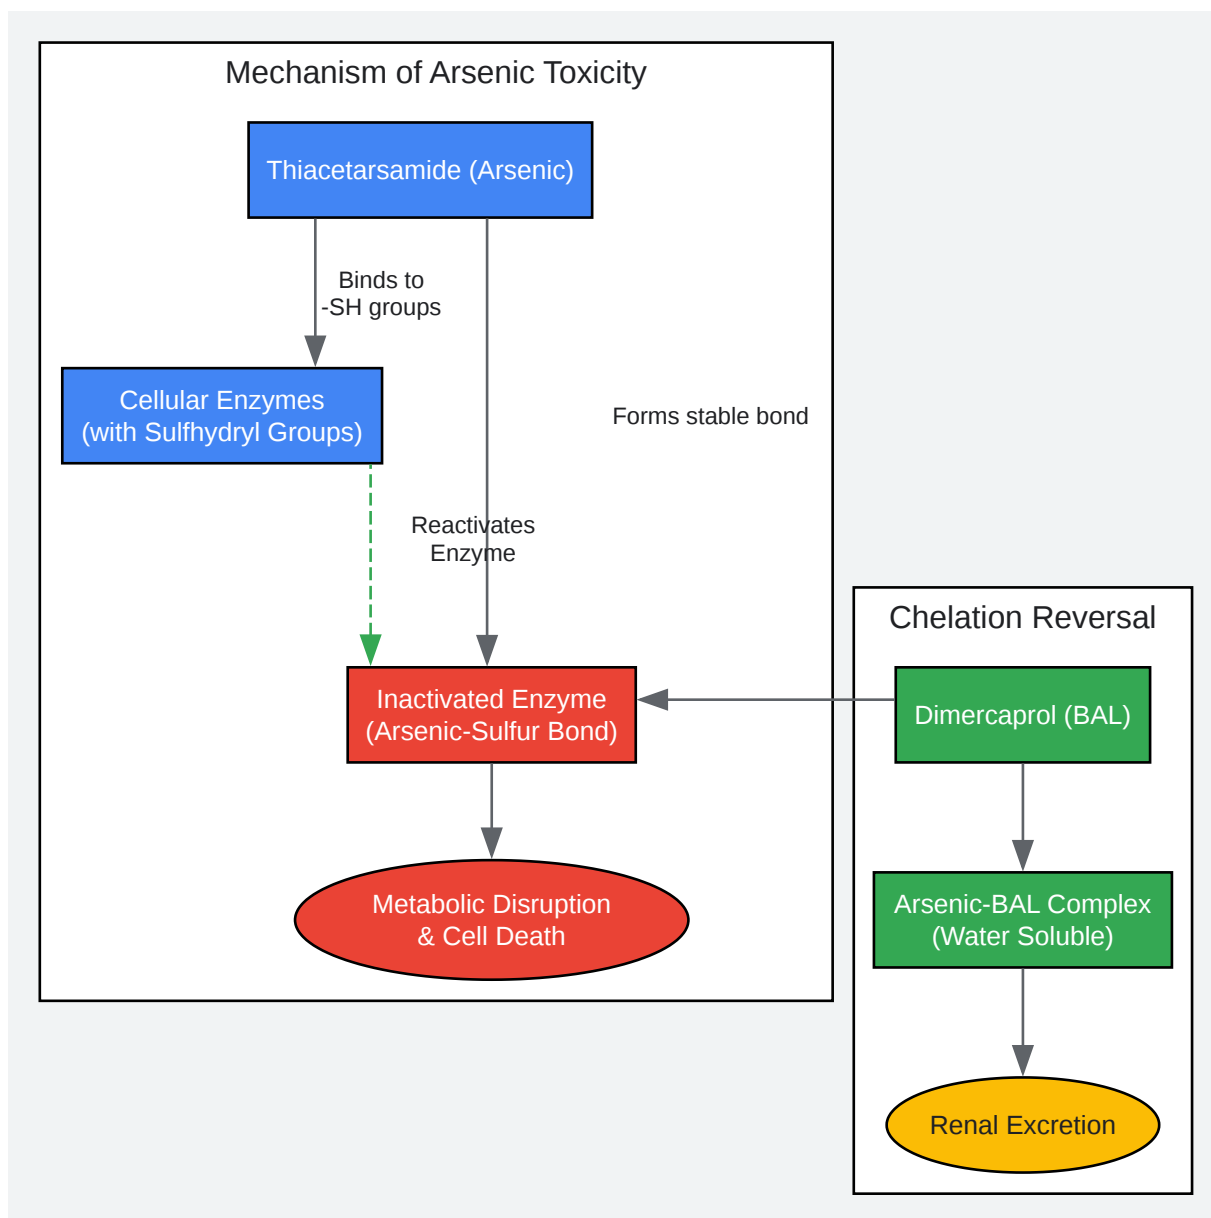 Mechanism of Arsenic Toxicity
Thiacetarsamide (Arsenic)
Binds to
-SH groups
Cellular Enzymes
(with Sulfhydryl Groups)
Forms stable bond
Reactivates
Enzyme
Inactivated Enzyme
(Arsenic-Sulfur Bond)
Metabolic Disruption
& Cell Death
Chelation Reversal
Dimercaprol (BAL)
Arsenic-BAL Complex
(Water Soluble)
Renal Excretion